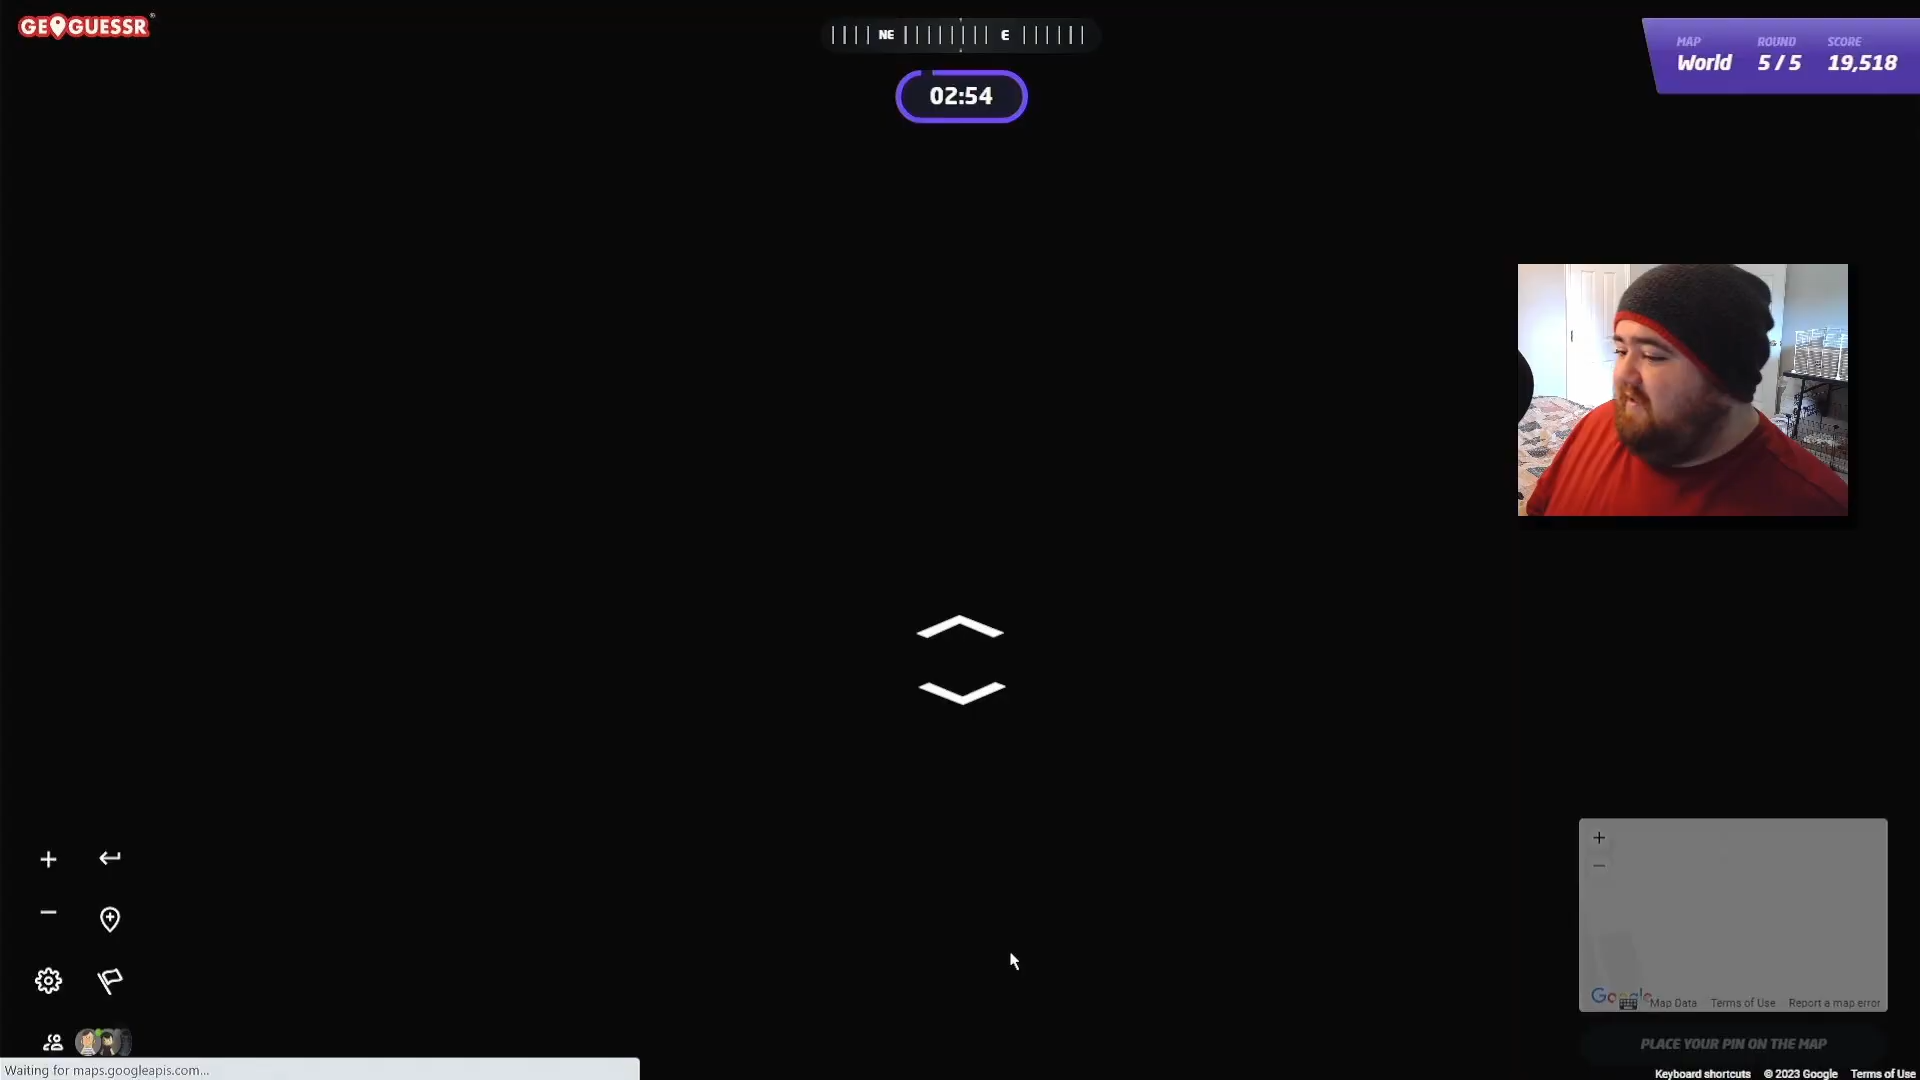 GEOGUESSR
NE
E
02:54
MAP
ROUND
SCORE
World
5 / 5
19,518
Google
Map Data
Terms of Use
Report a map error
PLACE YOUR PIN ON THE MAP
Waiting for maps.googleapis.com...
Keyboard shortcuts
© 2023 Google
Terms of Use